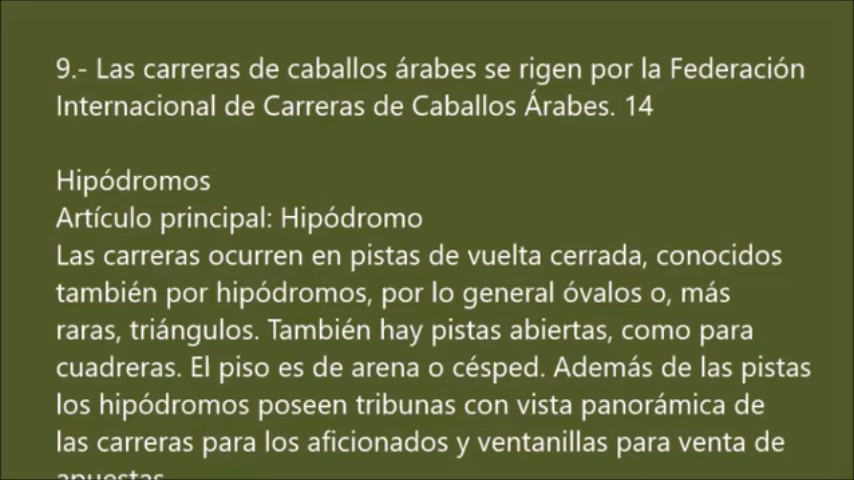 9.- Las carreras de caballos árabes se rigen por la Federación
Internacional de Carreras de Caballos Árabes. 14
Hipódromos
Artículo principal: Hipódromo
Las carreras ocurren en pistas de vuelta cerrada, conocidos
también por hipódromos, por lo general óvalos o, más
raras, triángulos. También hay pistas abiertas, como para
cuadreras. El piso es de arena o césped. Además de las pistas
los hipódromos poseen tribunas con vista panorámica de
las carreras para los aficionados y ventanillas para venta de
apuestas.